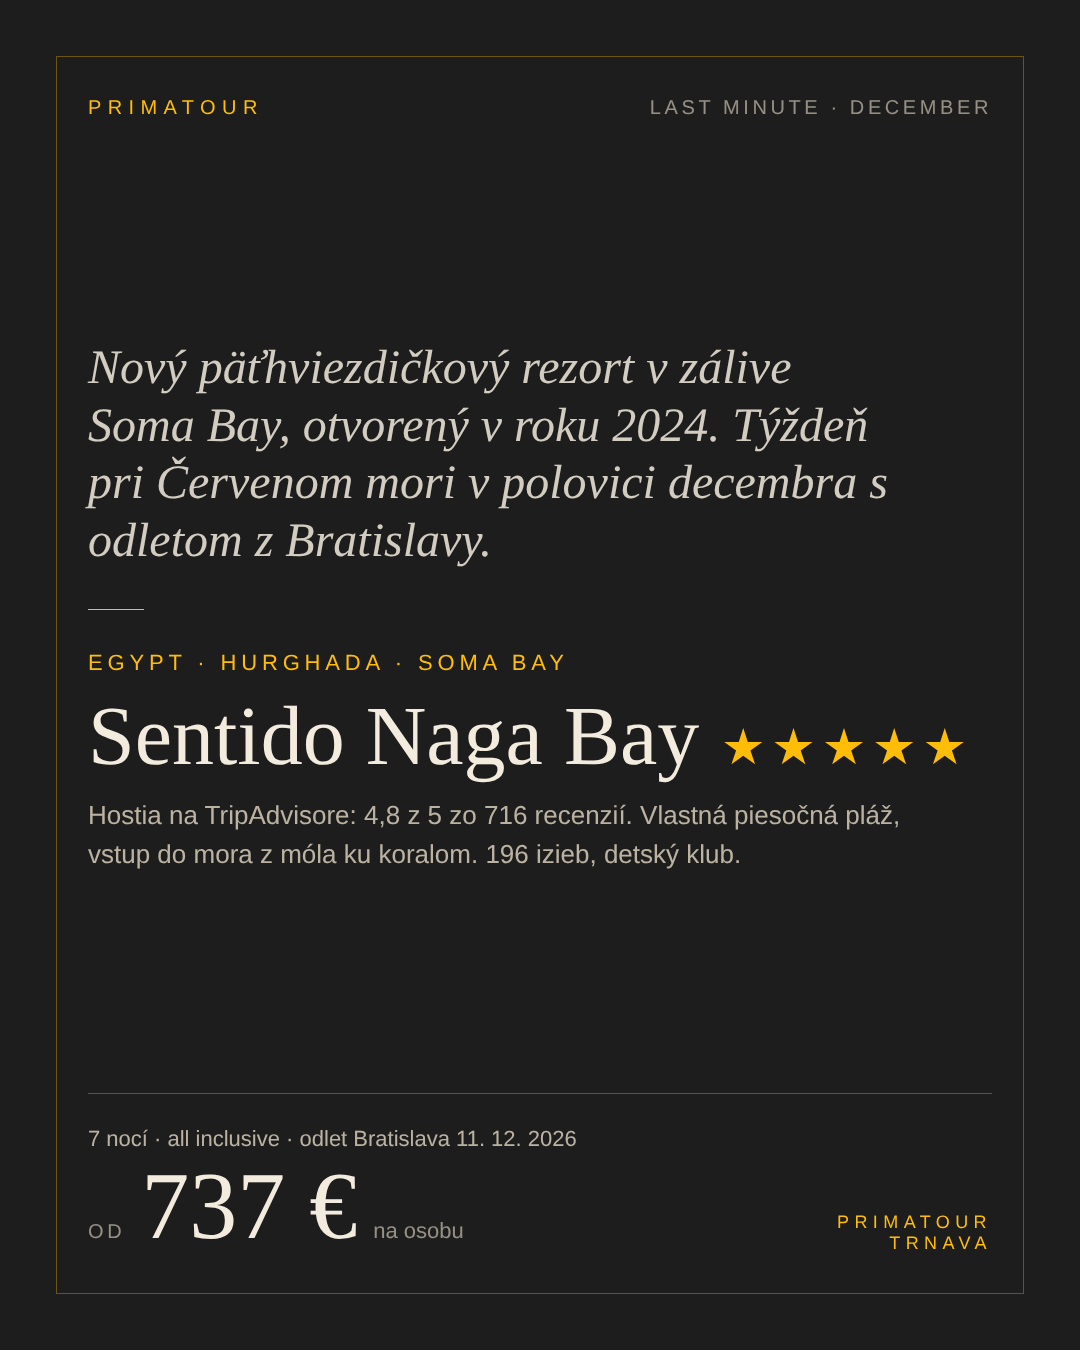 PRIMATOUR
LAST MINUTE · DECEMBER
Nový päťhviezdičkový rezort v zálive
Soma Bay, otvorený v roku 2024. Týždeň
pri Červenom mori v polovici decembra s
odletom z Bratislavy.
EGYPT · HURGHADA · SOMA BAY
Sentido Naga Bay ★★★★★
Hostia na TripAdvisore: 4,8 z 5 zo 716 recenzií. Vlastná piesočná pláž,
vstup do mora z móla ku koralom. 196 izieb, detský klub.
7 nocí · all inclusive · odlet Bratislava 11. 12. 2026
OD 737 € na osobu
PRIMATOUR
TRNAVA